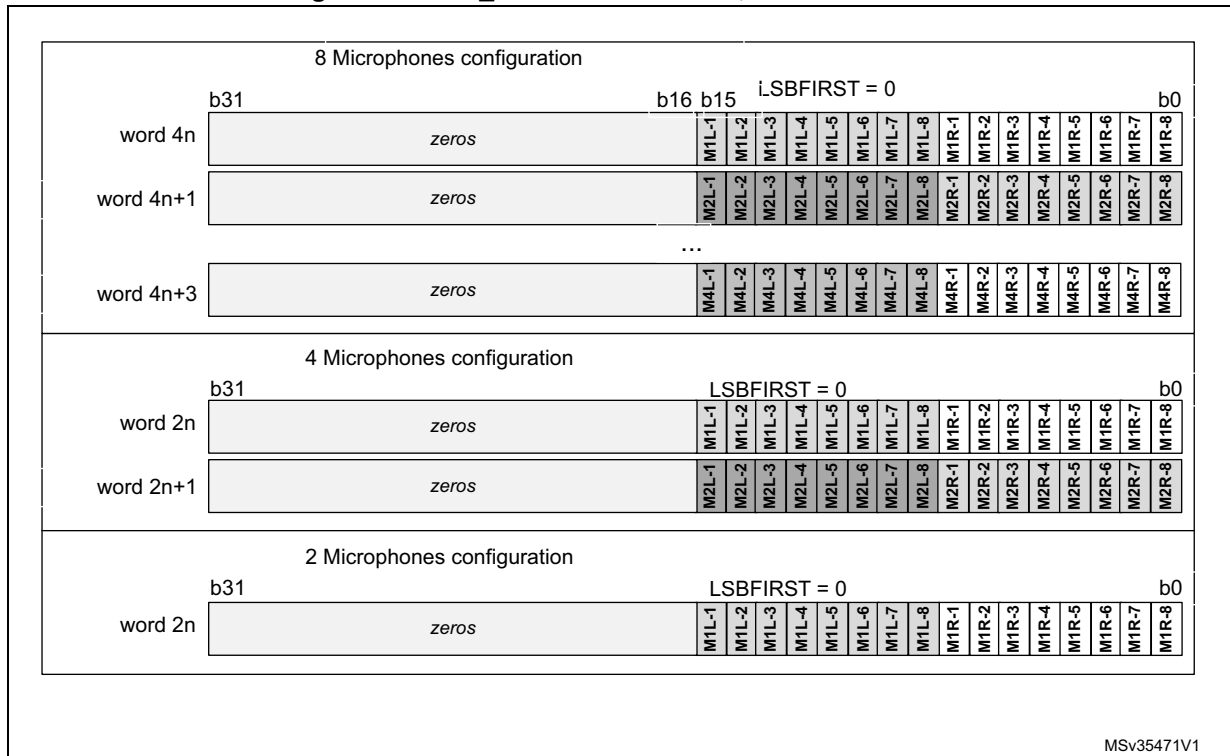 8 Microphones configuration
b31 b16 b15 LSBFIRST = 0 b0
word 4n zeros M1L-1 M1L-2 M1L-3 M1L-4 M1L-5 M1L-6 M1L-7 M1L-8 M1R-1 M1R-2 M1R-3 M1R-4 M1R-5 M1R-6 M1R-7 M1R-8
word 4n+1 zeros M2L-1 M2L-2 M2L-3 M2L-4 M2L-5 M2L-6 M2L-7 M2L-8 M2R-1 M2R-2 M2R-3 M2R-4 M2R-5 M2R-6 M2R-7 M2R-8
...
word 4n+3 zeros M4L-1 M4L-2 M4L-3 M4L-4 M4L-5 M4L-6 M4L-7 M4L-8 M4R-1 M4R-2 M4R-3 M4R-4 M4R-5 M4R-6 M4R-7 M4R-8
4 Microphones configuration
b31 LSBFIRST = 0 b0
word 2n zeros M1L-1 M1L-2 M1L-3 M1L-4 M1L-5 M1L-6 M1L-7 M1L-8 M1R-1 M1R-2 M1R-3 M1R-4 M1R-5 M1R-6 M1R-7 M1R-8
word 2n+1 zeros M2L-1 M2L-2 M2L-3 M2L-4 M2L-5 M2L-6 M2L-7 M2L-8 M2R-1 M2R-2 M2R-3 M2R-4 M2R-5 M2R-6 M2R-7 M2R-8
2 Microphones configuration
b31 LSBFIRST = 0 b0
word 2n zeros M1L-1 M1L-2 M1L-3 M1L-4 M1L-5 M1L-6 M1L-7 M1L-8 M1R-1 M1R-2 M1R-3 M1R-4 M1R-5 M1R-6 M1R-7 M1R-8
MSv35471V1